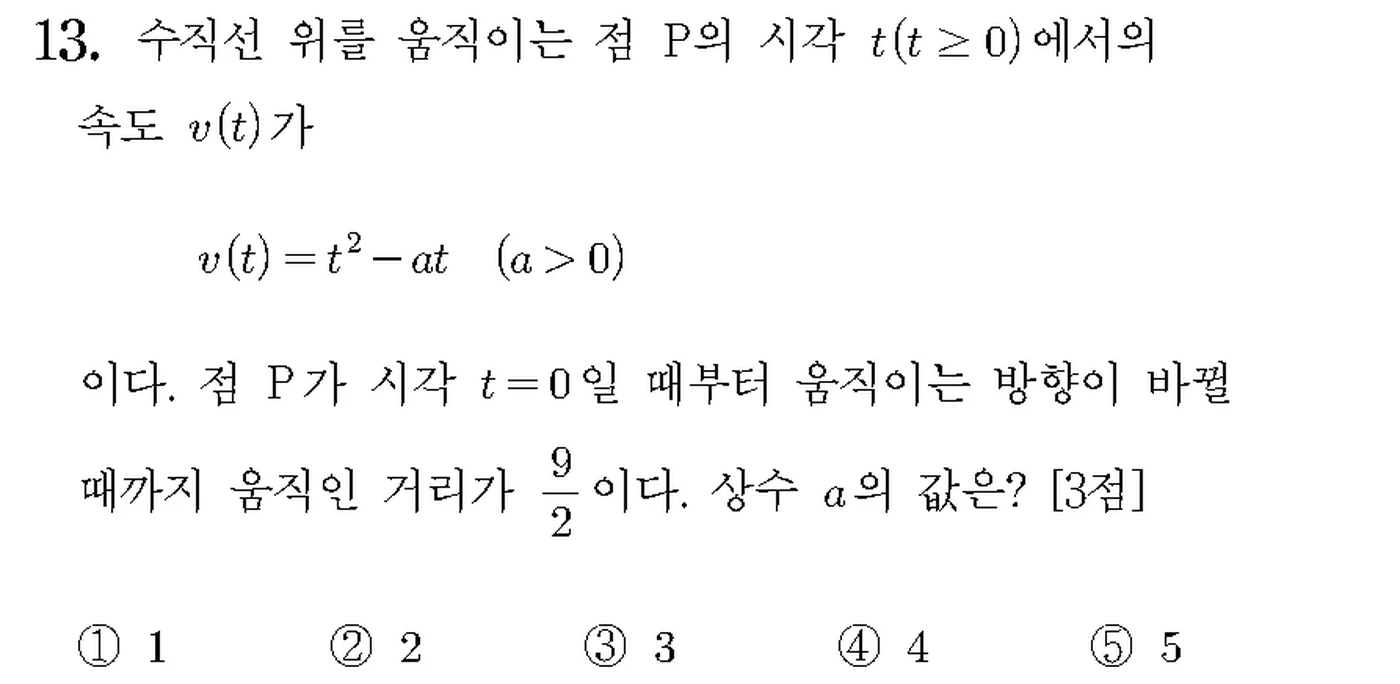 13. 수직선 위를 움직이는 점 P의 시각 t(t ≥ 0)에서의
속도 v(t)가
v(t) = t² − at (a > 0)
이다. 점 P가 시각 t = 0일 때부터 움직이는 방향이 바뀔
때까지 움직인 거리가 9/2이다. 상수 a의 값은? [3점]
① 1 ② 2 ③ 3 ④ 4 ⑤ 5